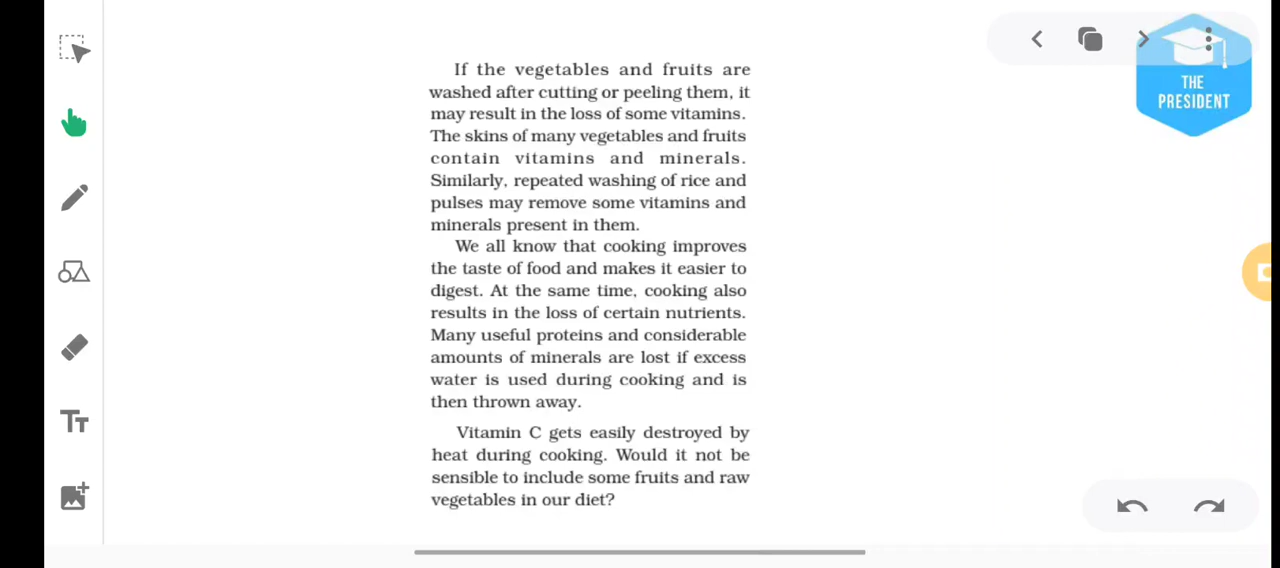 If the vegetables and fruits are
washed after cutting or peeling them, it
may result in the loss of some vitamins.
The skins of many vegetables and fruits
contain vitamins and minerals.
Similarly, repeated washing of rice and
pulses may remove some vitamins and
minerals present in them.
We all know that cooking improves
the taste of food and makes it easier to
digest. At the same time, cooking also
results in the loss of certain nutrients.
Many useful proteins and considerable
amounts of minerals are lost if excess
water is used during cooking and is
then thrown away.
Vitamin C gets easily destroyed by
heat during cooking. Would it not be
sensible to include some fruits and raw
vegetables in our diet?
THE
PRESIDENT
TT